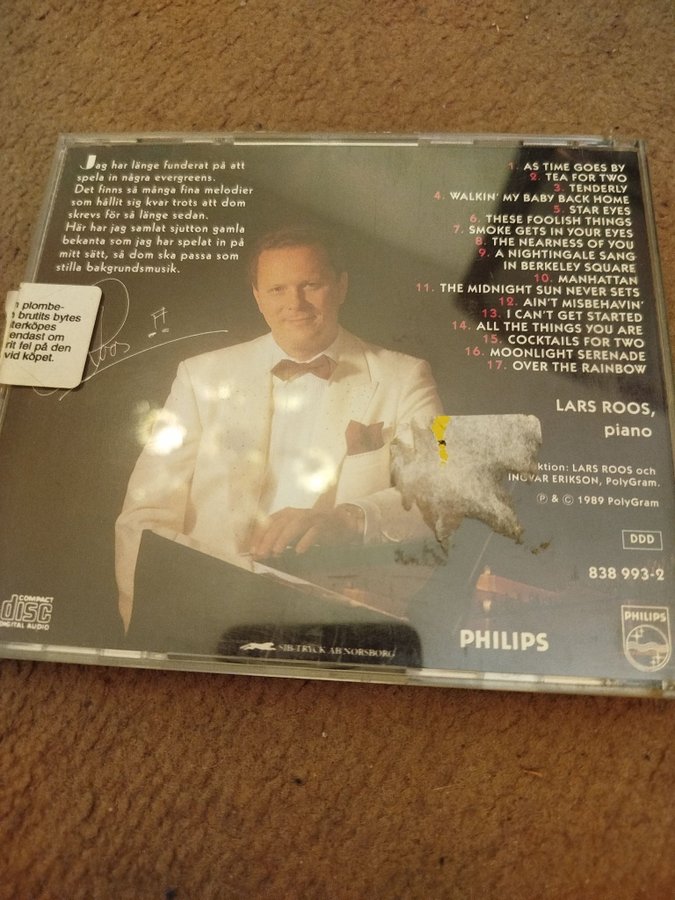 Jag har länge funderat på att
spela in några evergreens.
Det finns så många fina melodier
som hållit sig kvar trots att dom
skrevs för så länge sedan.
Här har jag samlat sjutton gamla
bekanta som jag har spelat in på
mitt sätt, så dom ska passa som
stilla bakgrundsmusik.
plombe-
brutits bytes
terköpes
endast om
rit fel på den
vid köpet.
Roos
1. AS TIME GOES BY
2. TEA FOR TWO
3. TENDERLY
4. WALKIN' MY BABY BACK HOME
5. STAR EYES
6. THESE FOOLISH THINGS
7. SMOKE GETS IN YOUR EYES
8. THE NEARNESS OF YOU
9. A NIGHTINGALE SANG
IN BERKELEY SQUARE
10. MANHATTAN
11. THE MIDNIGHT SUN NEVER SETS
12. AIN'T MISBEHAVIN'
13. I CAN'T GET STARTED
14. ALL THE THINGS YOU ARE
15. COCKTAILS FOR TWO
16. MOONLIGHT SERENADE
17. OVER THE RAINBOW
LARS ROOS,
piano
ktion: LARS ROOS och
INGVAR ERIKSON, PolyGram.
Ⓟ & © 1989 PolyGram
DDD
838 993-2
COMPACT
disc
DIGITAL AUDIO
SIB-TRYCK AB NORSBORG
PHILIPS
PHILIPS